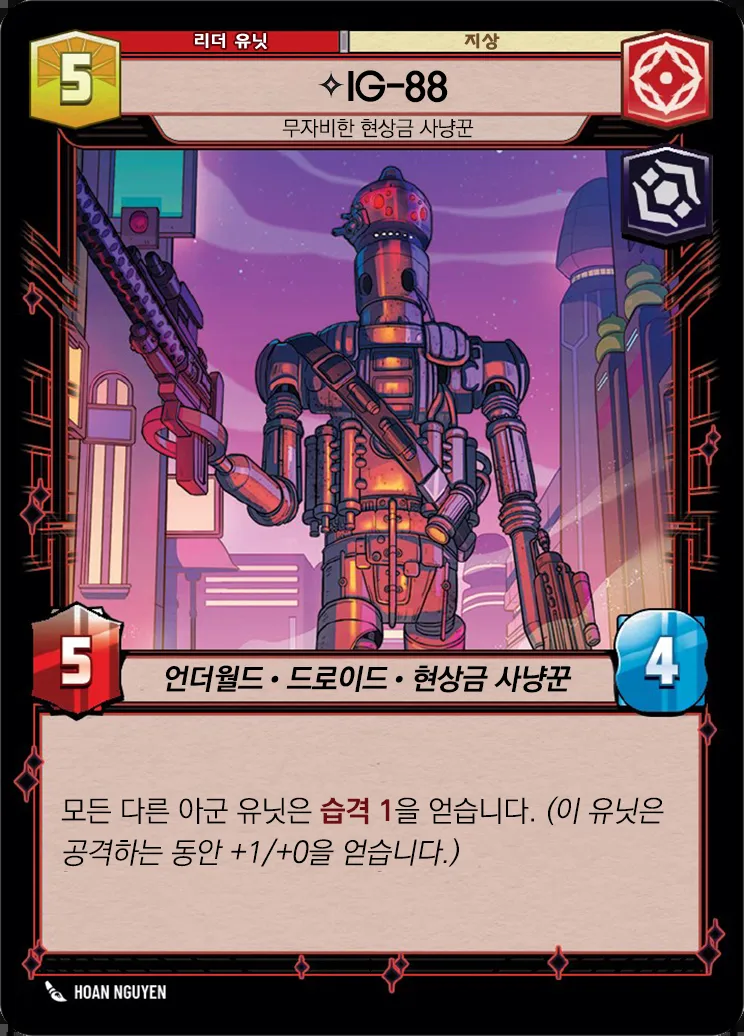 리더 유닛
지상
5
✧IG-88
무자비한 현상금 사냥꾼
5
언더월드 • 드로이드 • 현상금 사냥꾼
4
모든 다른 아군 유닛은 습격 1을 얻습니다. (이 유닛은
공격하는 동안 +1/+0을 얻습니다.)
HOAN NGUYEN